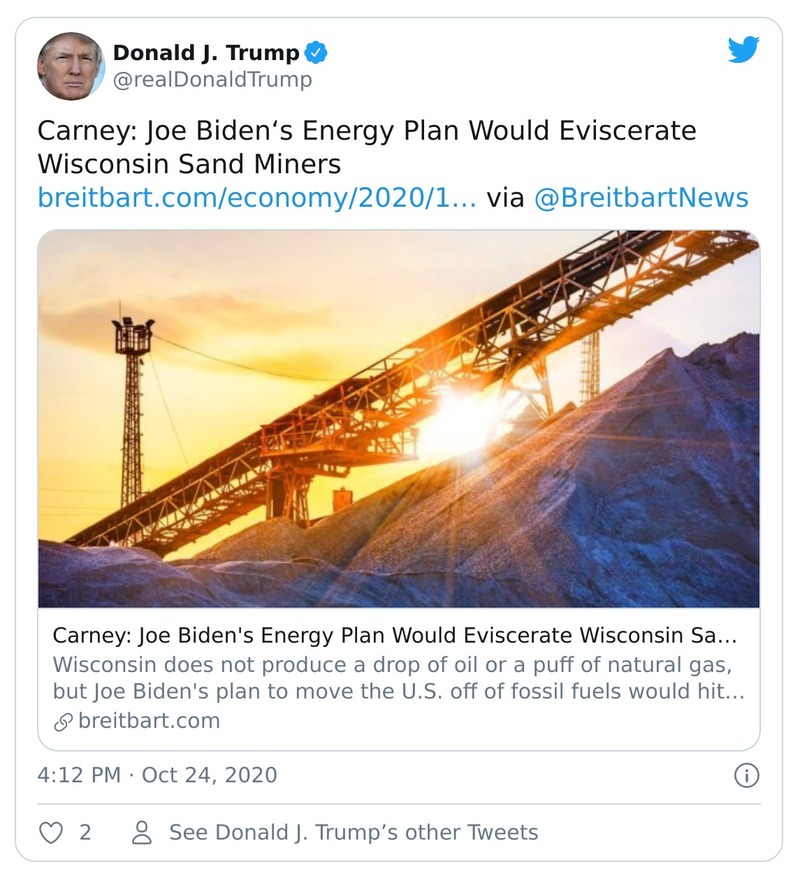 Donald J. Trump
@realDonaldTrump
Carney: Joe Biden‘s Energy Plan Would Eviscerate
Wisconsin Sand Miners
breitbart.com/economy/2020/1… via @BreitbartNews
Carney: Joe Biden's Energy Plan Would Eviscerate Wisconsin Sa...
Wisconsin does not produce a drop of oil or a puff of natural gas,
but Joe Biden's plan to move the U.S. off of fossil fuels would hit...
breitbart.com
4:12 PM · Oct 24, 2020
2 See Donald J. Trump’s other Tweets